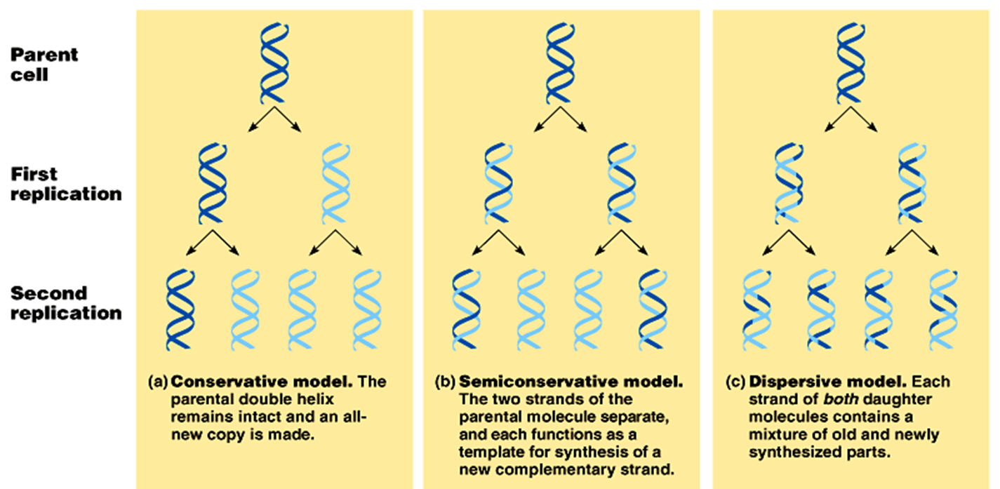 Parent
cell
First
replication
Second
replication
(a) Conservative model. The
parental double helix
remains intact and an all-
new copy is made.
(b) Semiconservative model.
The two strands of the
parental molecule separate,
and each functions as a
template for synthesis of a
new complementary strand.
(c) Dispersive model. Each
strand of both daughter
molecules contains a
mixture of old and newly
synthesized parts.